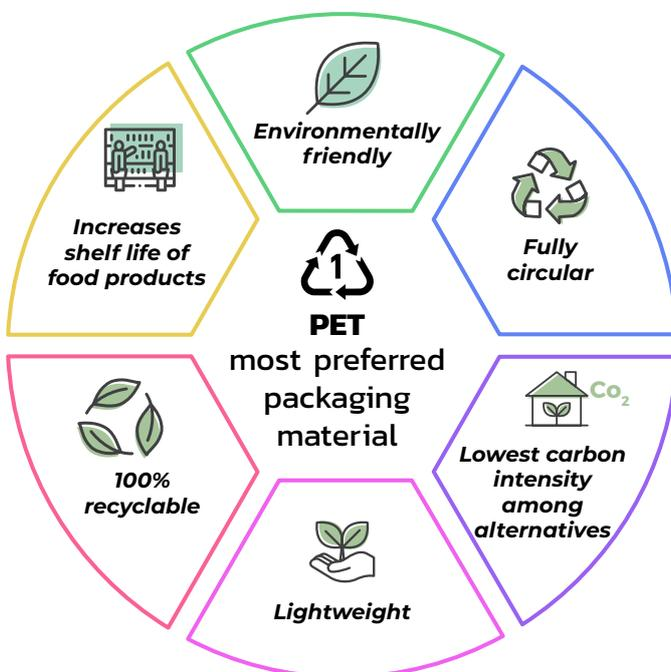 Environmentally
friendly
Increases
shelf life of
food products
Fully
circular
1
PET
most preferred
packaging
material
100%
recyclable
Co2
Lowest carbon
intensity
among
alternatives
Lightweight